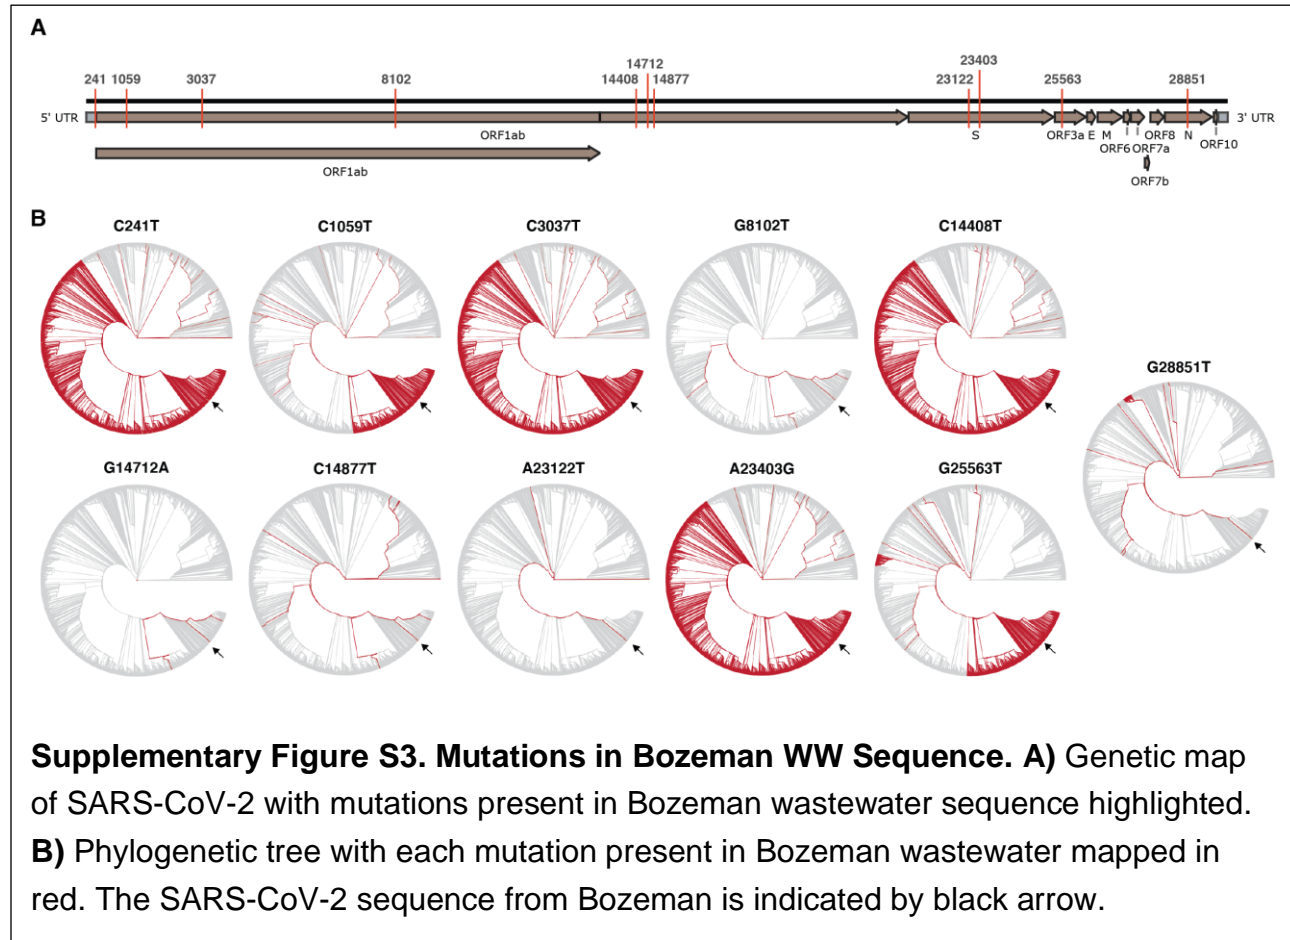 A
14712
23403
241 1059 3037 8102 14408 14877 23122 25563 28851
5' UTR 3' UTR
ORF1ab S ORF3a E M ORF8 N
ORF6 ORF7a ORF10
ORF1ab ORF7b
B
C241T C1059T C3037T G8102T C14408T
G28851T
G14712A C14877T A23122T A23403G G25563T
Supplementary Figure S3. Mutations in Bozeman WW Sequence. A) Genetic map
of SARS-CoV-2 with mutations present in Bozeman wastewater sequence highlighted.
B) Phylogenetic tree with each mutation present in Bozeman wastewater mapped in
red. The SARS-CoV-2 sequence from Bozeman is indicated by black arrow.